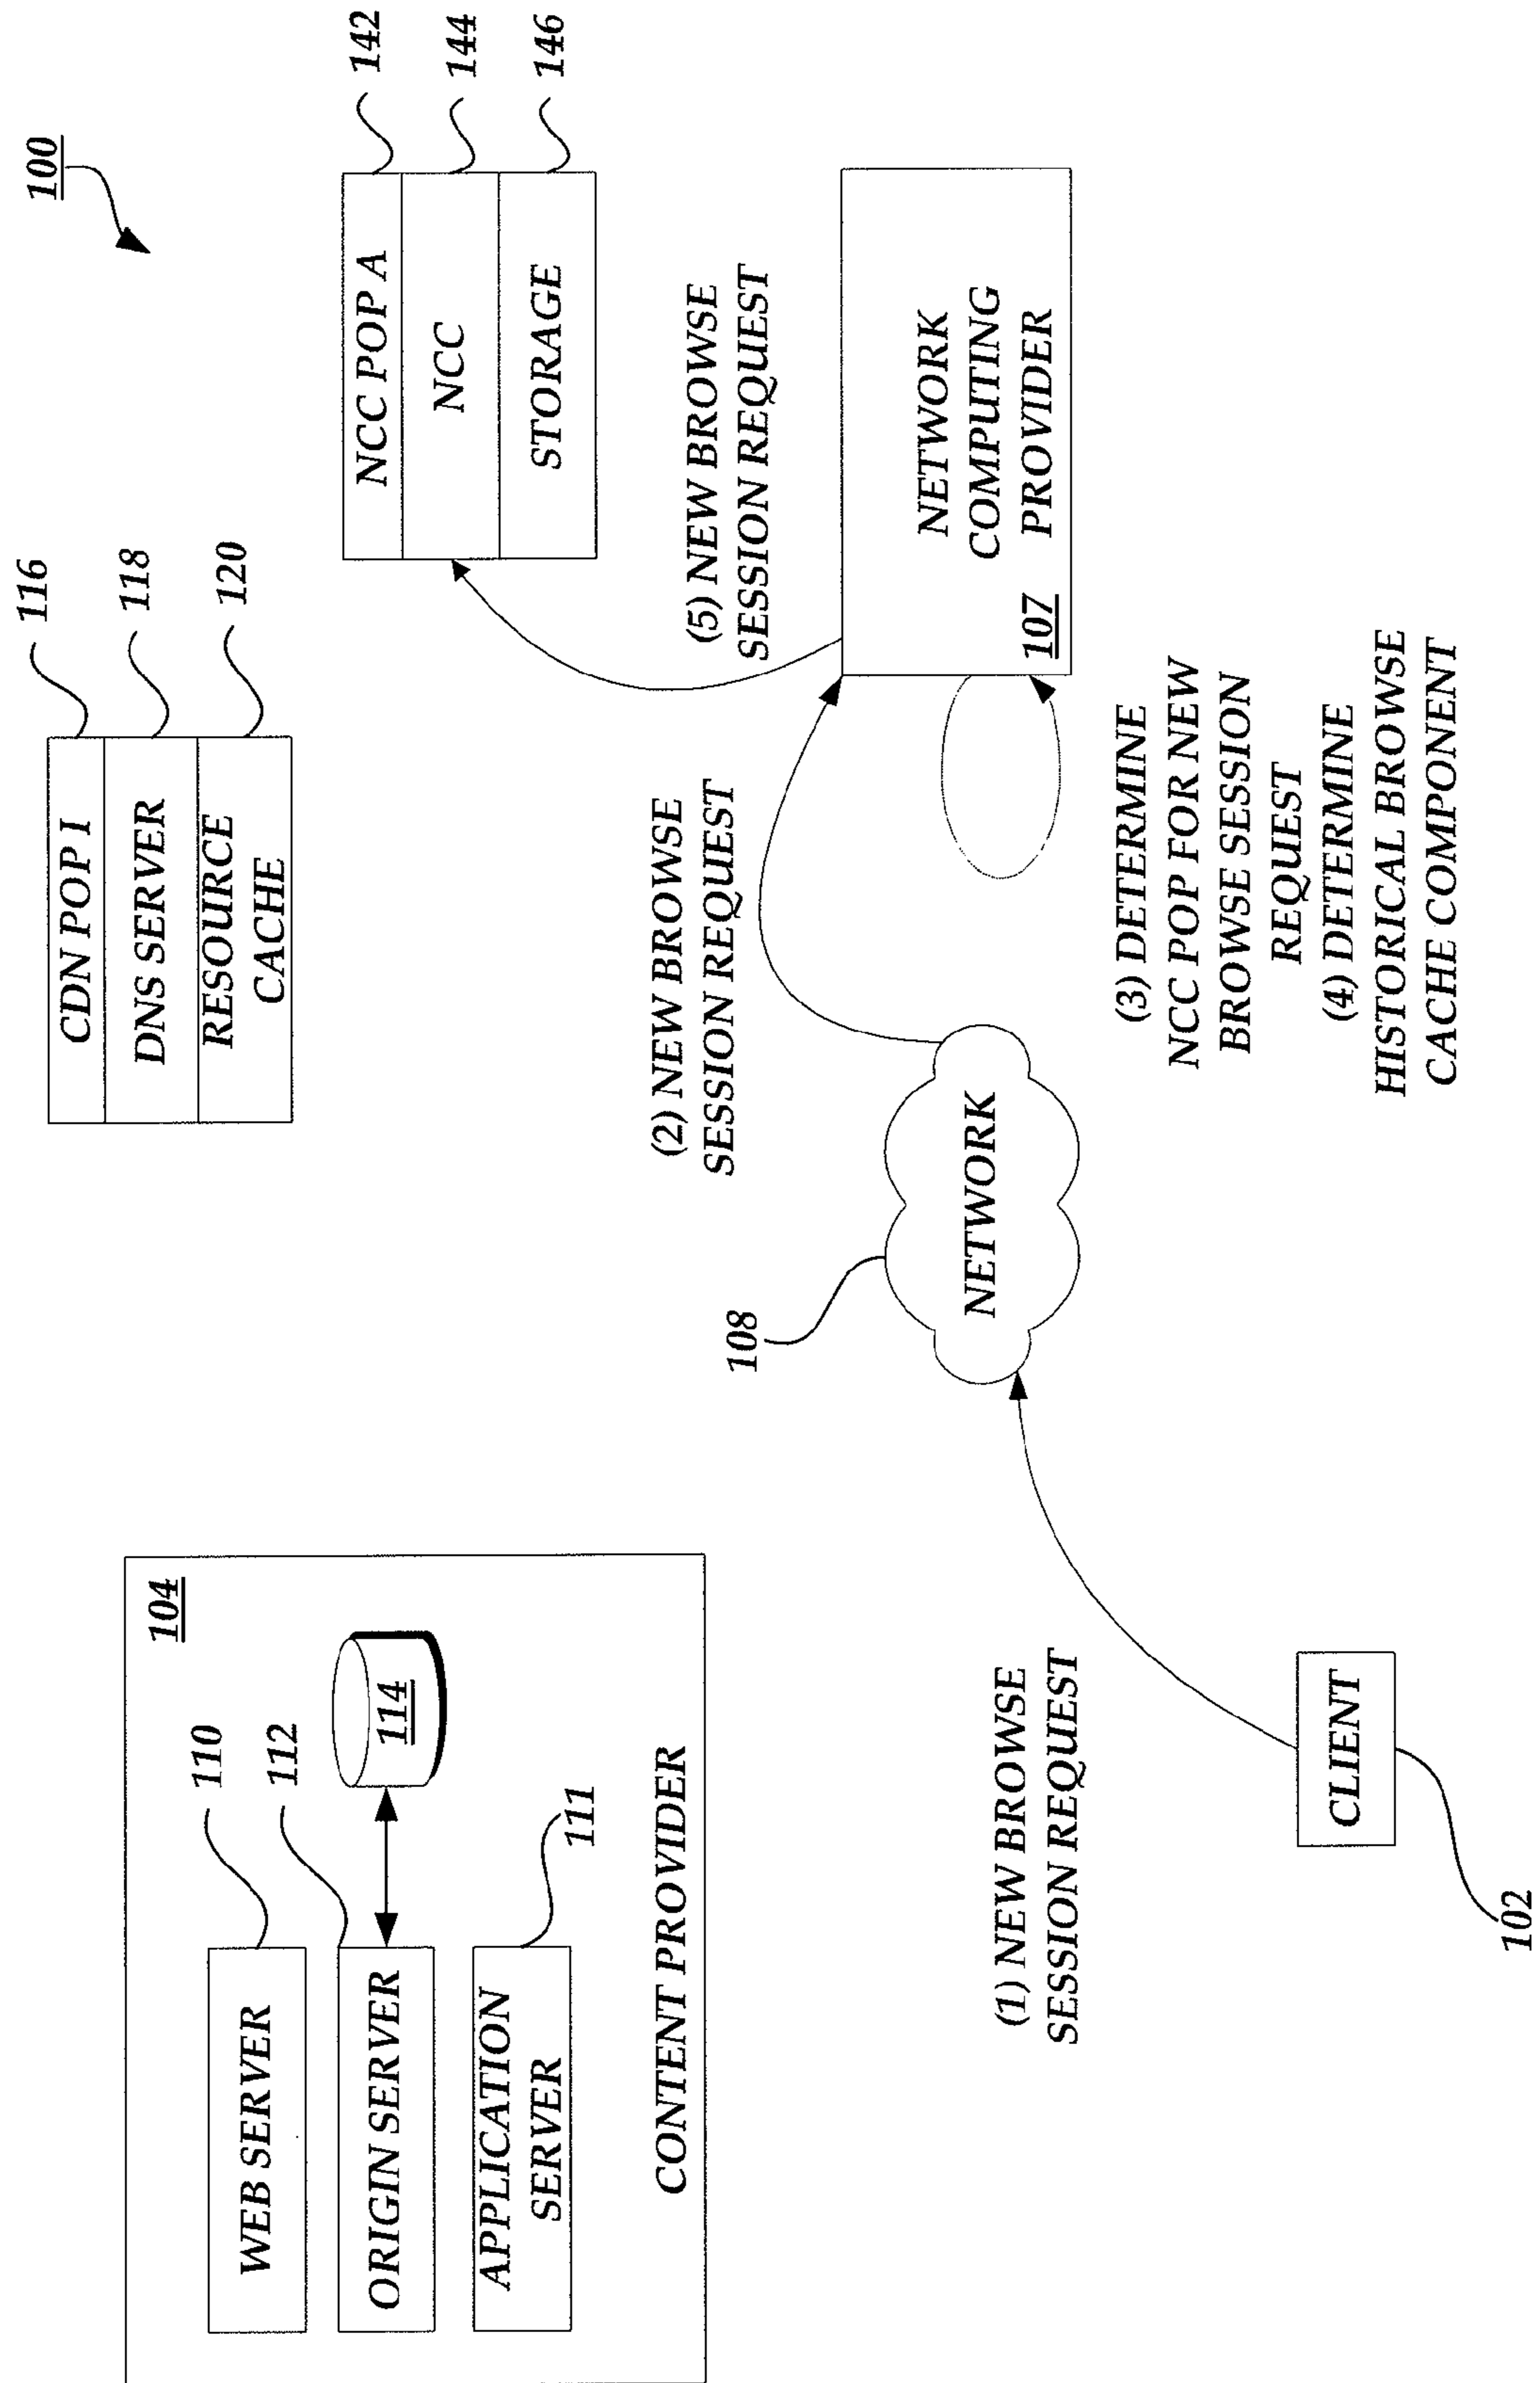 100
104
WEB SERVER
110
ORIGIN SERVER
112
114
APPLICATION
SERVER
111
CONTENT PROVIDER
CDN POP I
116
DNS SERVER
118
RESOURCE
CACHE
120
NCC POP A
142
NCC
144
STORAGE
146
(1) NEW BROWSE
SESSION REQUEST
CLIENT
102
NETWORK
108
(2) NEW BROWSE
SESSION REQUEST
(5) NEW BROWSE
SESSION REQUEST
NETWORK
COMPUTING
PROVIDER
107
(3) DETERMINE
NCC POP FOR NEW
BROWSE SESSION
REQUEST
(4) DETERMINE
HISTORICAL BROWSE
CACHE COMPONENT